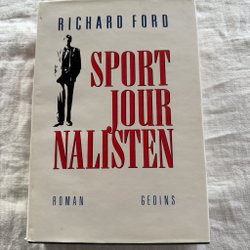 RICHARD FORD
SPORT
JOUR
NALISTEN
ROMAN GEDINS